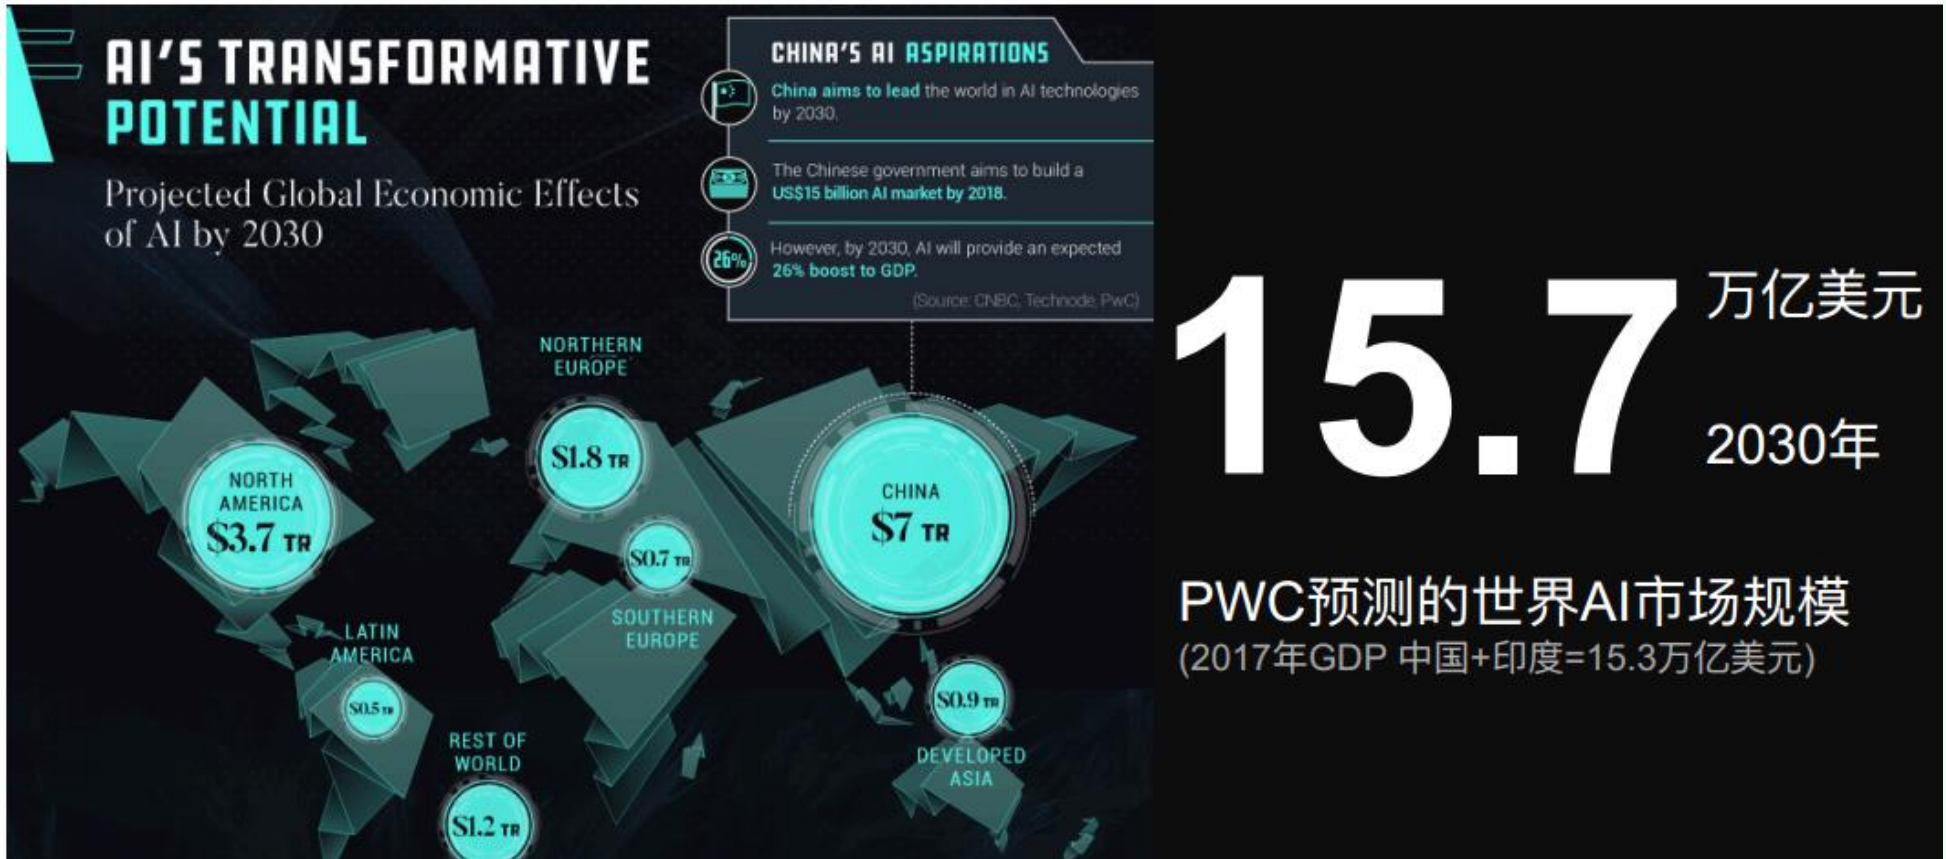 AI'S TRANSFORMATIVE
POTENTIAL
Projected Global Economic Effects
of AI by 2030
CHINA'S AI ASPIRATIONS
China aims to lead the world in AI technologies
by 2030.
The Chinese government aims to build a
US$15 billion AI market by 2018.
26%
However, by 2030, AI will provide an expected
26% boost to GDP.
(Source: CNBC, Technode, PwC)
NORTHERN
EUROPE
$1.8 TR
NORTH
AMERICA
$3.7 TR
CHINA
$7 TR
$0.7 TR
SOUTHERN
EUROPE
LATIN
AMERICA
$0.5 TR
$0.9 TR
DEVELOPED
ASIA
REST OF
WORLD
$1.2 TR
15.7
万亿美元
2030年
PWC预测的世界AI市场规模
(2017年GDP 中国+印度=15.3万亿美元)